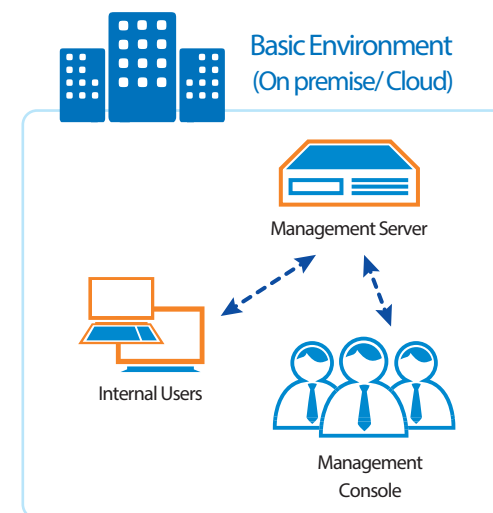 Basic Environment
(On premise/ Cloud)
Management Server
Internal Users
Management
Console